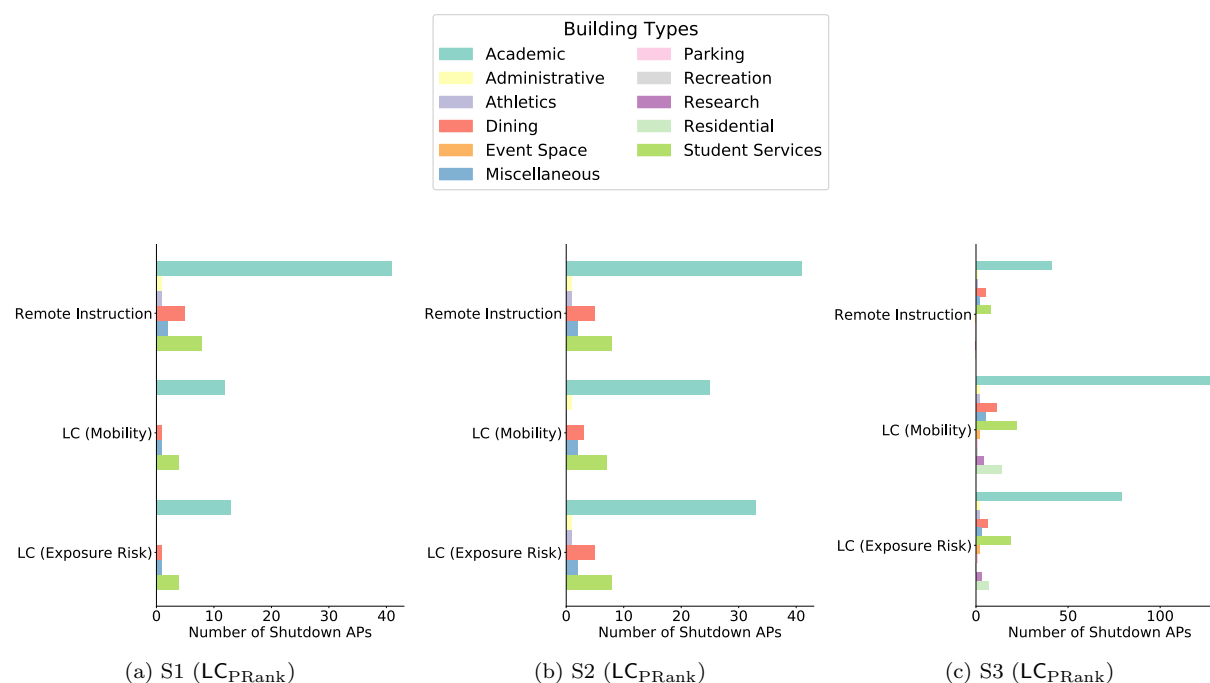 Building Types
Academic
Administrative
Athletics
Dining
Event Space
Miscellaneous
Parking
Recreation
Research
Residential
Student Services
Remote Instruction
LC (Mobility)
LC (Exposure Risk)
0 10 20 30 40
Number of Shutdown APs
(a) S1 (LCPRank)
Remote Instruction
LC (Mobility)
LC (Exposure Risk)
0 10 20 30 40
Number of Shutdown APs
(b) S2 (LCPRank)
Remote Instruction
LC (Mobility)
LC (Exposure Risk)
0 50 100
Number of Shutdown APs
(c) S3 (LCPRank)